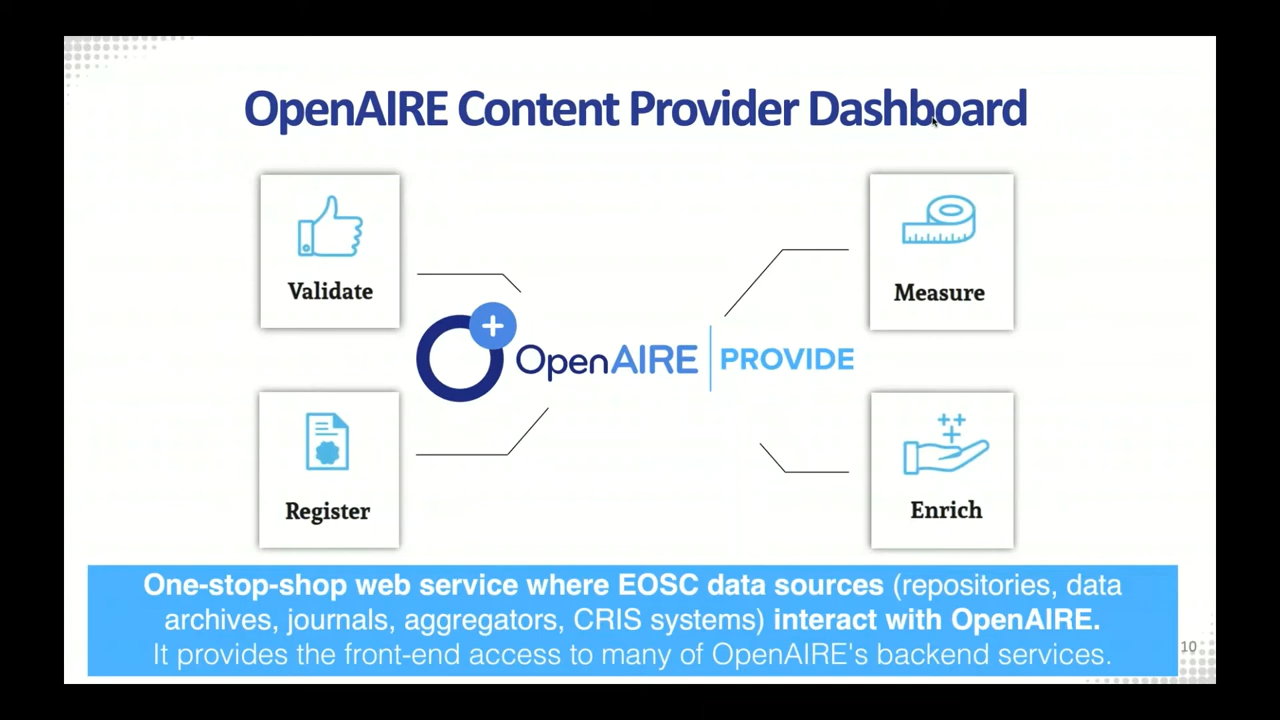 OpenAIRE Content Provider Dashboard
Validate
Measure
OpenAIRE | PROVIDE
Register
Enrich
One-stop-shop web service where EOSC data sources (repositories, data
archives, journals, aggregators, CRIS systems) interact with OpenAIRE.
It provides the front-end access to many of OpenAIRE's backend services.
10